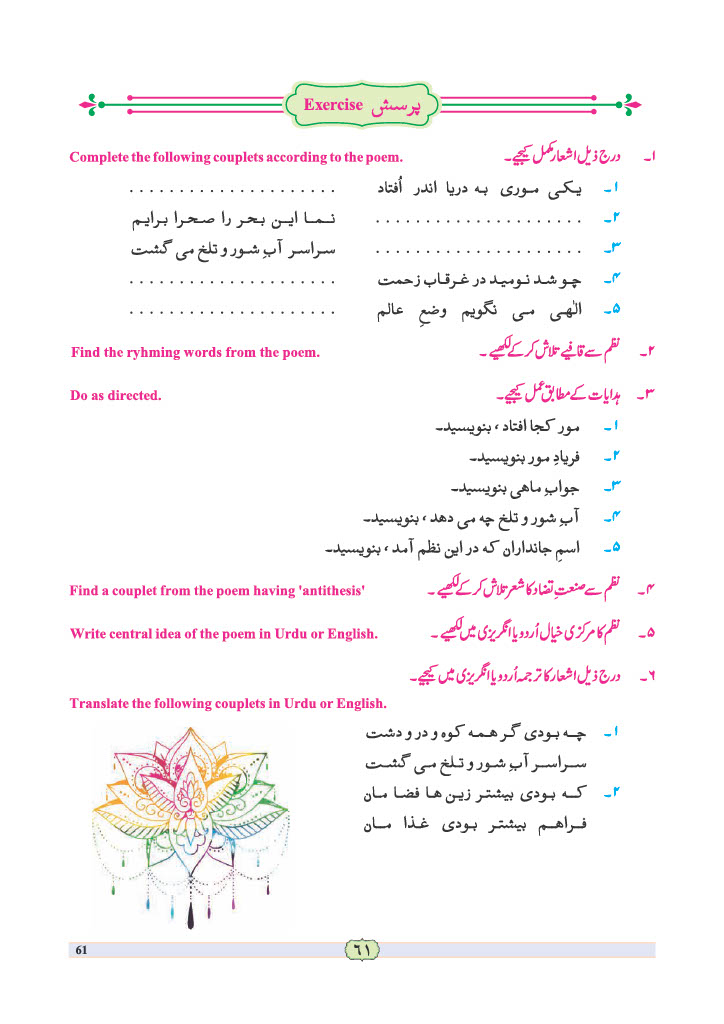 Exercise پرسش
۱۔ درج ذیل اشعار مکمل کیجیے۔ Complete the following couplets according to the poem.
۱۔ یکی موری به دریا اندر اُفتاد . . . . . . . . . . . . . . . . . . . . .
۲۔ . . . . . . . . . . . . . . . . . . . . . نما این بحر را صحرا برایم
۳۔ . . . . . . . . . . . . . . . . . . . . . سراسر آبِ شور و تلخ می گشت
۴۔ چو شد نومید در غرقاب زحمت . . . . . . . . . . . . . . . . . . . . .
۵۔ الٰهی می نگویم وضعِ عالم . . . . . . . . . . . . . . . . . . . . .
۲۔ نظم سے قافیے تلاش کر کے لکھیے۔ Find the ryhming words from the poem.
۳۔ ہدایات کے مطابق عمل کیجیے۔ Do as directed.
۱۔ مور کجا افتاد ، بنویسید۔
۲۔ فریادِ مور بنویسید۔
۳۔ جوابِ ماهی بنویسید۔
۴۔ آبِ شور و تلخ چه می دهد ، بنویسید۔
۵۔ اسمِ جانداران که در این نظم آمد ، بنویسید۔
۴۔ نظم سے صنعتِ تضاد کا شعر تلاش کر کے لکھیے۔ Find a couplet from the poem having 'antithesis'
۵۔ نظم کا مرکزی خیال اُردو یا انگریزی میں لکھیے۔ Write central idea of the poem in Urdu or English.
۶۔ درج ذیل اشعار کا ترجمہ اُردو یا انگریزی میں کیجیے۔
Translate the following couplets in Urdu or English.
۱۔ چه بودی گر همه کوه و در و دشت
سراسر آبِ شور و تلخ می گشت
۲۔ که بودی بیشتر زین ها فضا مان
فراهم بیشتر بودی غذا مان
61 ۶۱